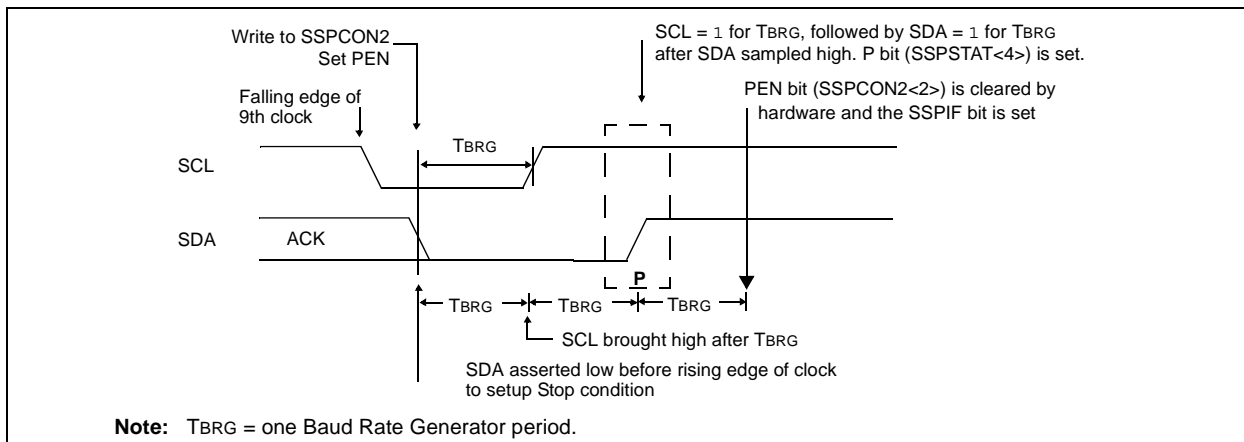 Write to SSPCON2
Set PEN
SCL = 1 for TBRG, followed by SDA = 1 for TBRG
after SDA sampled high. P bit (SSPSTAT<4>) is set.
PEN bit (SSPCON2<2>) is cleared by
hardware and the SSPIF bit is set
Falling edge of
9th clock
TBRG
SCL
SDA
ACK
P
TBRG
TBRG
TBRG
SCL brought high after TBRG
SDA asserted low before rising edge of clock
to setup Stop condition
Note: TBRG = one Baud Rate Generator period.